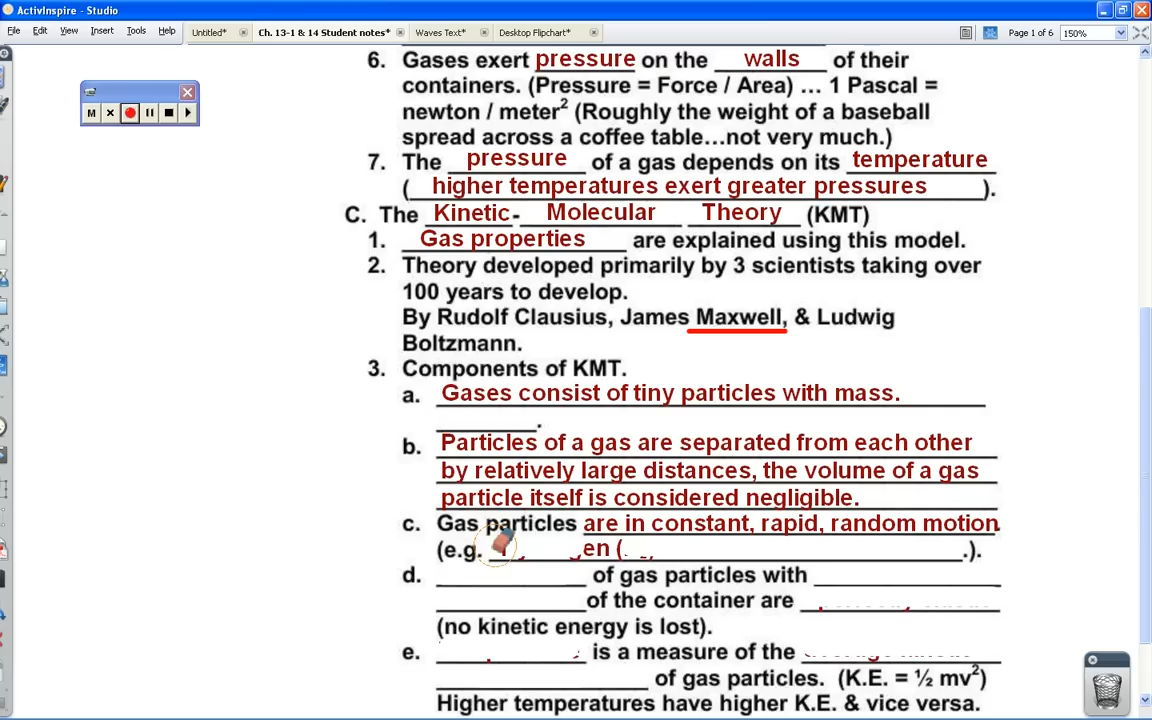 ActivInspire - Studio
File Edit View Insert Tools Help Untitled* Ch. 13-1 & 14 Student notes* Waves Text* Desktop Flipchart* Page 1 of 6 150%
M
6. Gases exert pressure on the walls of their
containers. (Pressure = Force / Area) ... 1 Pascal =
newton / meter² (Roughly the weight of a baseball
spread across a coffee table...not very much.)
7. The pressure of a gas depends on its temperature
( higher temperatures exert greater pressures ).
C. The Kinetic- Molecular Theory (KMT)
1. Gas properties are explained using this model.
2. Theory developed primarily by 3 scientists taking over
100 years to develop.
By Rudolf Clausius, James Maxwell, & Ludwig
Boltzmann.
3. Components of KMT.
a. Gases consist of tiny particles with mass.
.
b. Particles of a gas are separated from each other
by relatively large distances, the volume of a gas
particle itself is considered negligible.
c. Gas particles are in constant, rapid, random motion.
(e.g. .).
d. of gas particles with
of the container are
(no kinetic energy is lost).
e. is a measure of the
of gas particles. (K.E. = ½ mv²)
Higher temperatures have higher K.E. & vice versa.